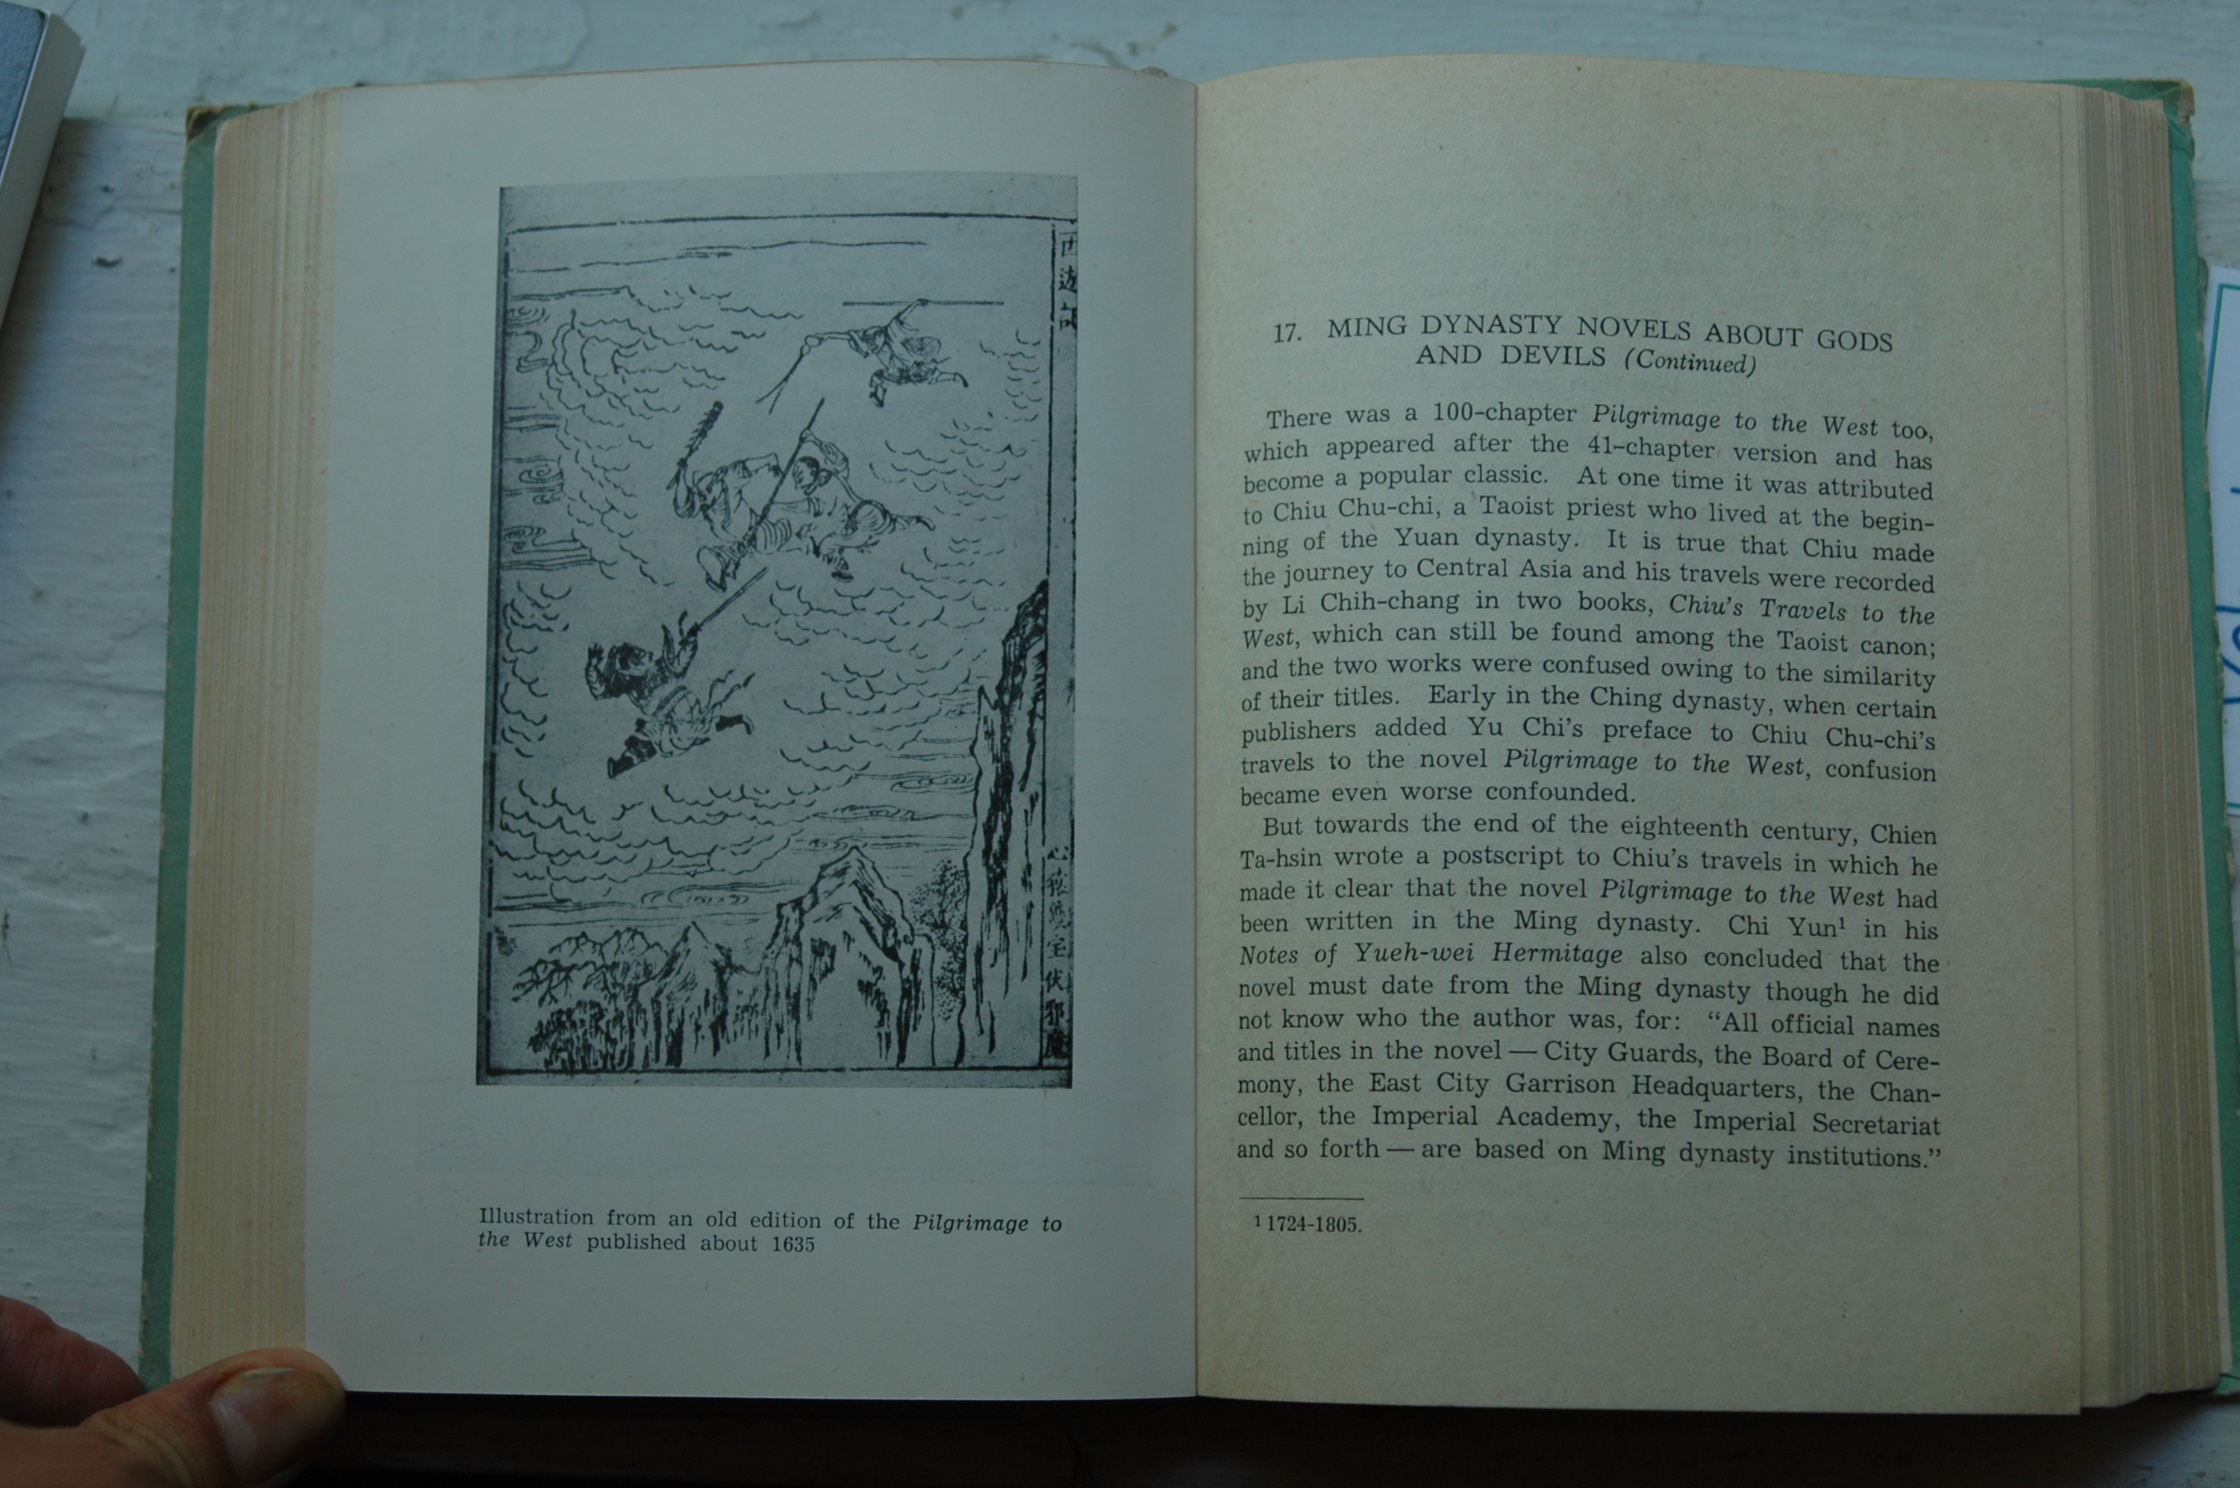 西遊記
心猿護主伏邪魔
Illustration from an old edition of the Pilgrimage to
the West published about 1635
17. MING DYNASTY NOVELS ABOUT GODS
AND DEVILS (Continued)
There was a 100-chapter Pilgrimage to the West too,
which appeared after the 41-chapter version and has
become a popular classic. At one time it was attributed
to Chiu Chu-chi, a Taoist priest who lived at the begin-
ning of the Yuan dynasty. It is true that Chiu made
the journey to Central Asia and his travels were recorded
by Li Chih-chang in two books, Chiu's Travels to the
West, which can still be found among the Taoist canon;
and the two works were confused owing to the similarity
of their titles. Early in the Ching dynasty, when certain
publishers added Yu Chi's preface to Chiu Chu-chi's
travels to the novel Pilgrimage to the West, confusion
became even worse confounded.
But towards the end of the eighteenth century, Chien
Ta-hsin wrote a postscript to Chiu's travels in which he
made it clear that the novel Pilgrimage to the West had
been written in the Ming dynasty. Chi Yun¹ in his
Notes of Yueh-wei Hermitage also concluded that the
novel must date from the Ming dynasty though he did
not know who the author was, for: “All official names
and titles in the novel — City Guards, the Board of Cere-
mony, the East City Garrison Headquarters, the Chan-
cellor, the Imperial Academy, the Imperial Secretariat
and so forth — are based on Ming dynasty institutions.”
¹ 1724-1805.